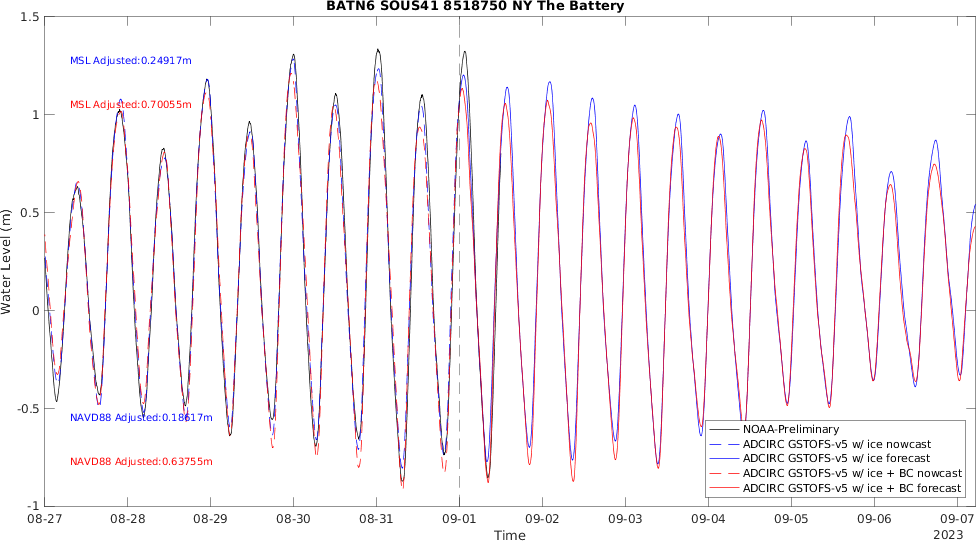 BATN6 SOUS41 8518750 NY The Battery
1.5
MSL Adjusted:0.24917m
MSL Adjusted:0.70055m
1
0.5
Water Level (m)
0
-0.5
NAVD88 Adjusted:0.18617m
NAVD88 Adjusted:0.63755m
NOAA-Preliminary
ADCIRC GSTOFS-v5 w/ ice nowcast
ADCIRC GSTOFS-v5 w/ ice forecast
ADCIRC GSTOFS-v5 w/ ice + BC nowcast
ADCIRC GSTOFS-v5 w/ ice + BC forecast
-1
08-27 08-28 08-29 08-30 08-31 09-01 09-02 09-03 09-04 09-05 09-06 09-07
Time
2023